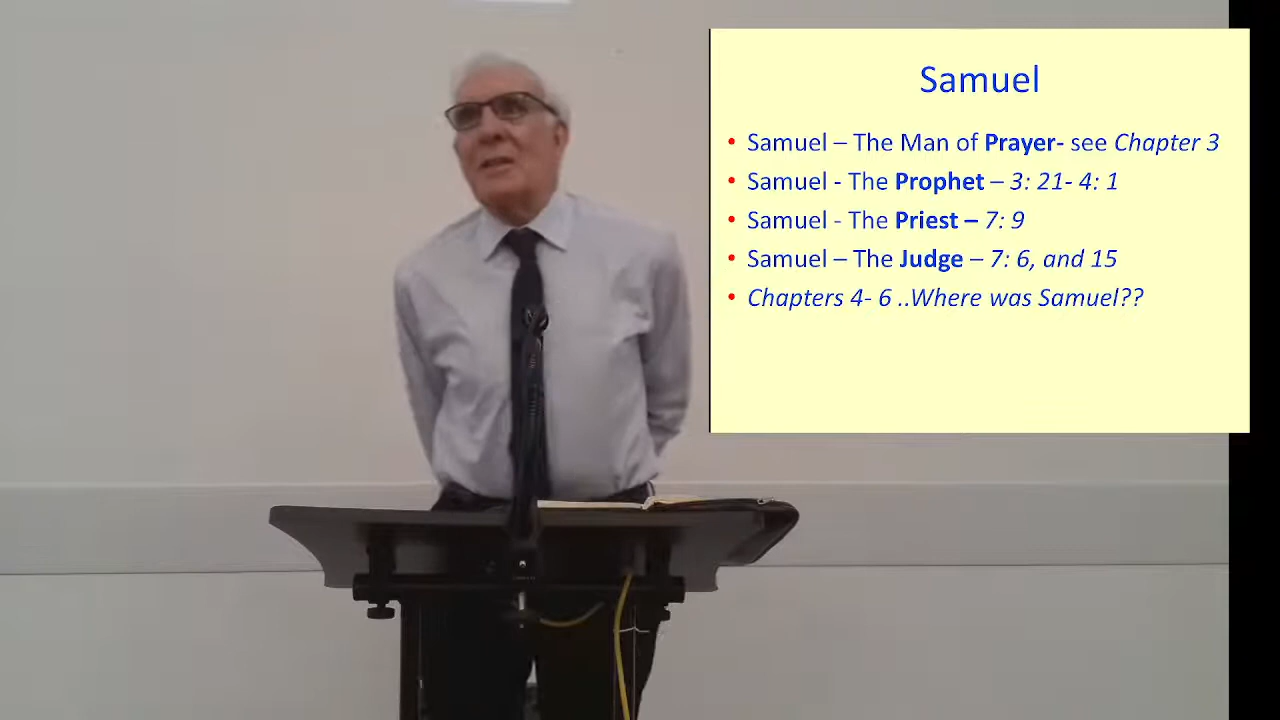 Samuel
• Samuel – The Man of Prayer- see Chapter 3
• Samuel - The Prophet – 3: 21- 4: 1
• Samuel - The Priest – 7: 9
• Samuel – The Judge – 7: 6, and 15
• Chapters 4- 6 ..Where was Samuel??